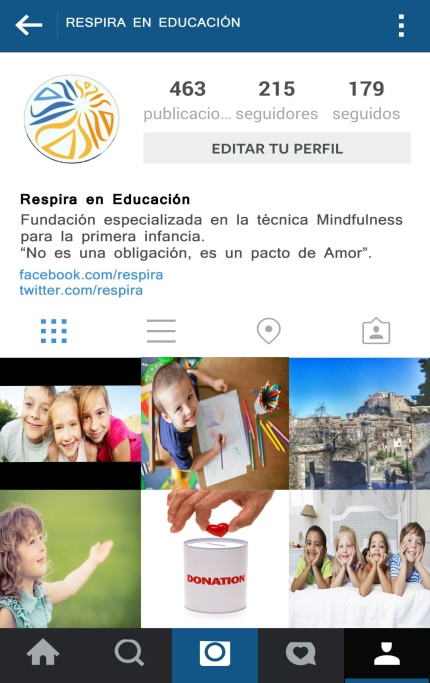 RESPIRA EN EDUCACIÓN
463 215 179
publicacio... seguidores seguidos
EDITAR TU PERFIL
Respira en Educación
Fundación especializada en la técnica Mindfulness
para la primera infancia.
“No es una obligación, es un pacto de Amor”.
facebook.com/respira
twitter.com/respira
DONATION